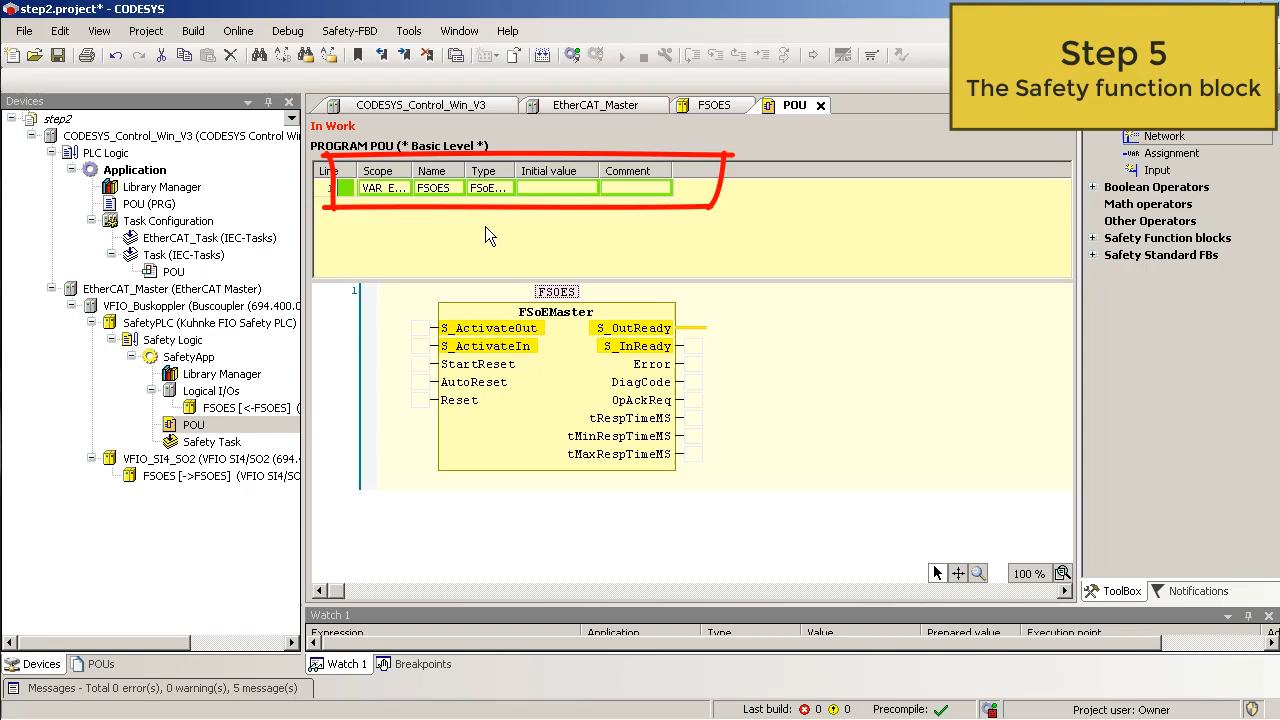 step2.project* - CODESYS
File Edit View Project Build Online Debug Safety-FBD Tools Window Help
Step 5
The Safety function block
Devices
step2
CODESYS_Control_Win_V3 (CODESYS Control Win
PLC Logic
Application
Library Manager
POU (PRG)
Task Configuration
EtherCAT_Task (IEC-Tasks)
Task (IEC-Tasks)
POU
EtherCAT_Master (EtherCAT Master)
VFIO_Buskoppler (Buscoupler (694.400.0
SafetyPLC (Kuhnke FIO Safety PLC)
Safety Logic
SafetyApp
Library Manager
Logical I/Os
FSOES [<-FSOES] (
POU
Safety Task
VFIO_SI4_SO2 (VFIO SI4/SO2 (694.
FSOES [->FSOES] (VFIO SI4/SO
Devices POUs
CODESYS_Control_Win_V3 EtherCAT_Master FSOES POU
In Work
PROGRAM POU (* Basic Level *)
Line Scope Name Type Initial value Comment
1 VAR_E... FSOES FSoE...
1
FSOES
FSoEMaster
S_ActivateOut S_OutReady
S_ActivateIn S_InReady
StartReset Error
AutoReset DiagCode
Reset OpAckReq
tRespTimeMS
tMinRespTimeMS
tMaxRespTimeMS
100 %
Network
Assignment
Input
Boolean Operators
Math operators
Other Operators
Safety Function blocks
Safety Standard FBs
ToolBox Notifications
Watch 1
Expression Application Type Value Prepared value Execution point
Watch 1 Breakpoints
Messages - Total 0 error(s), 0 warning(s), 5 message(s)
Last build: 0 0 Precompile: Project user: Owner